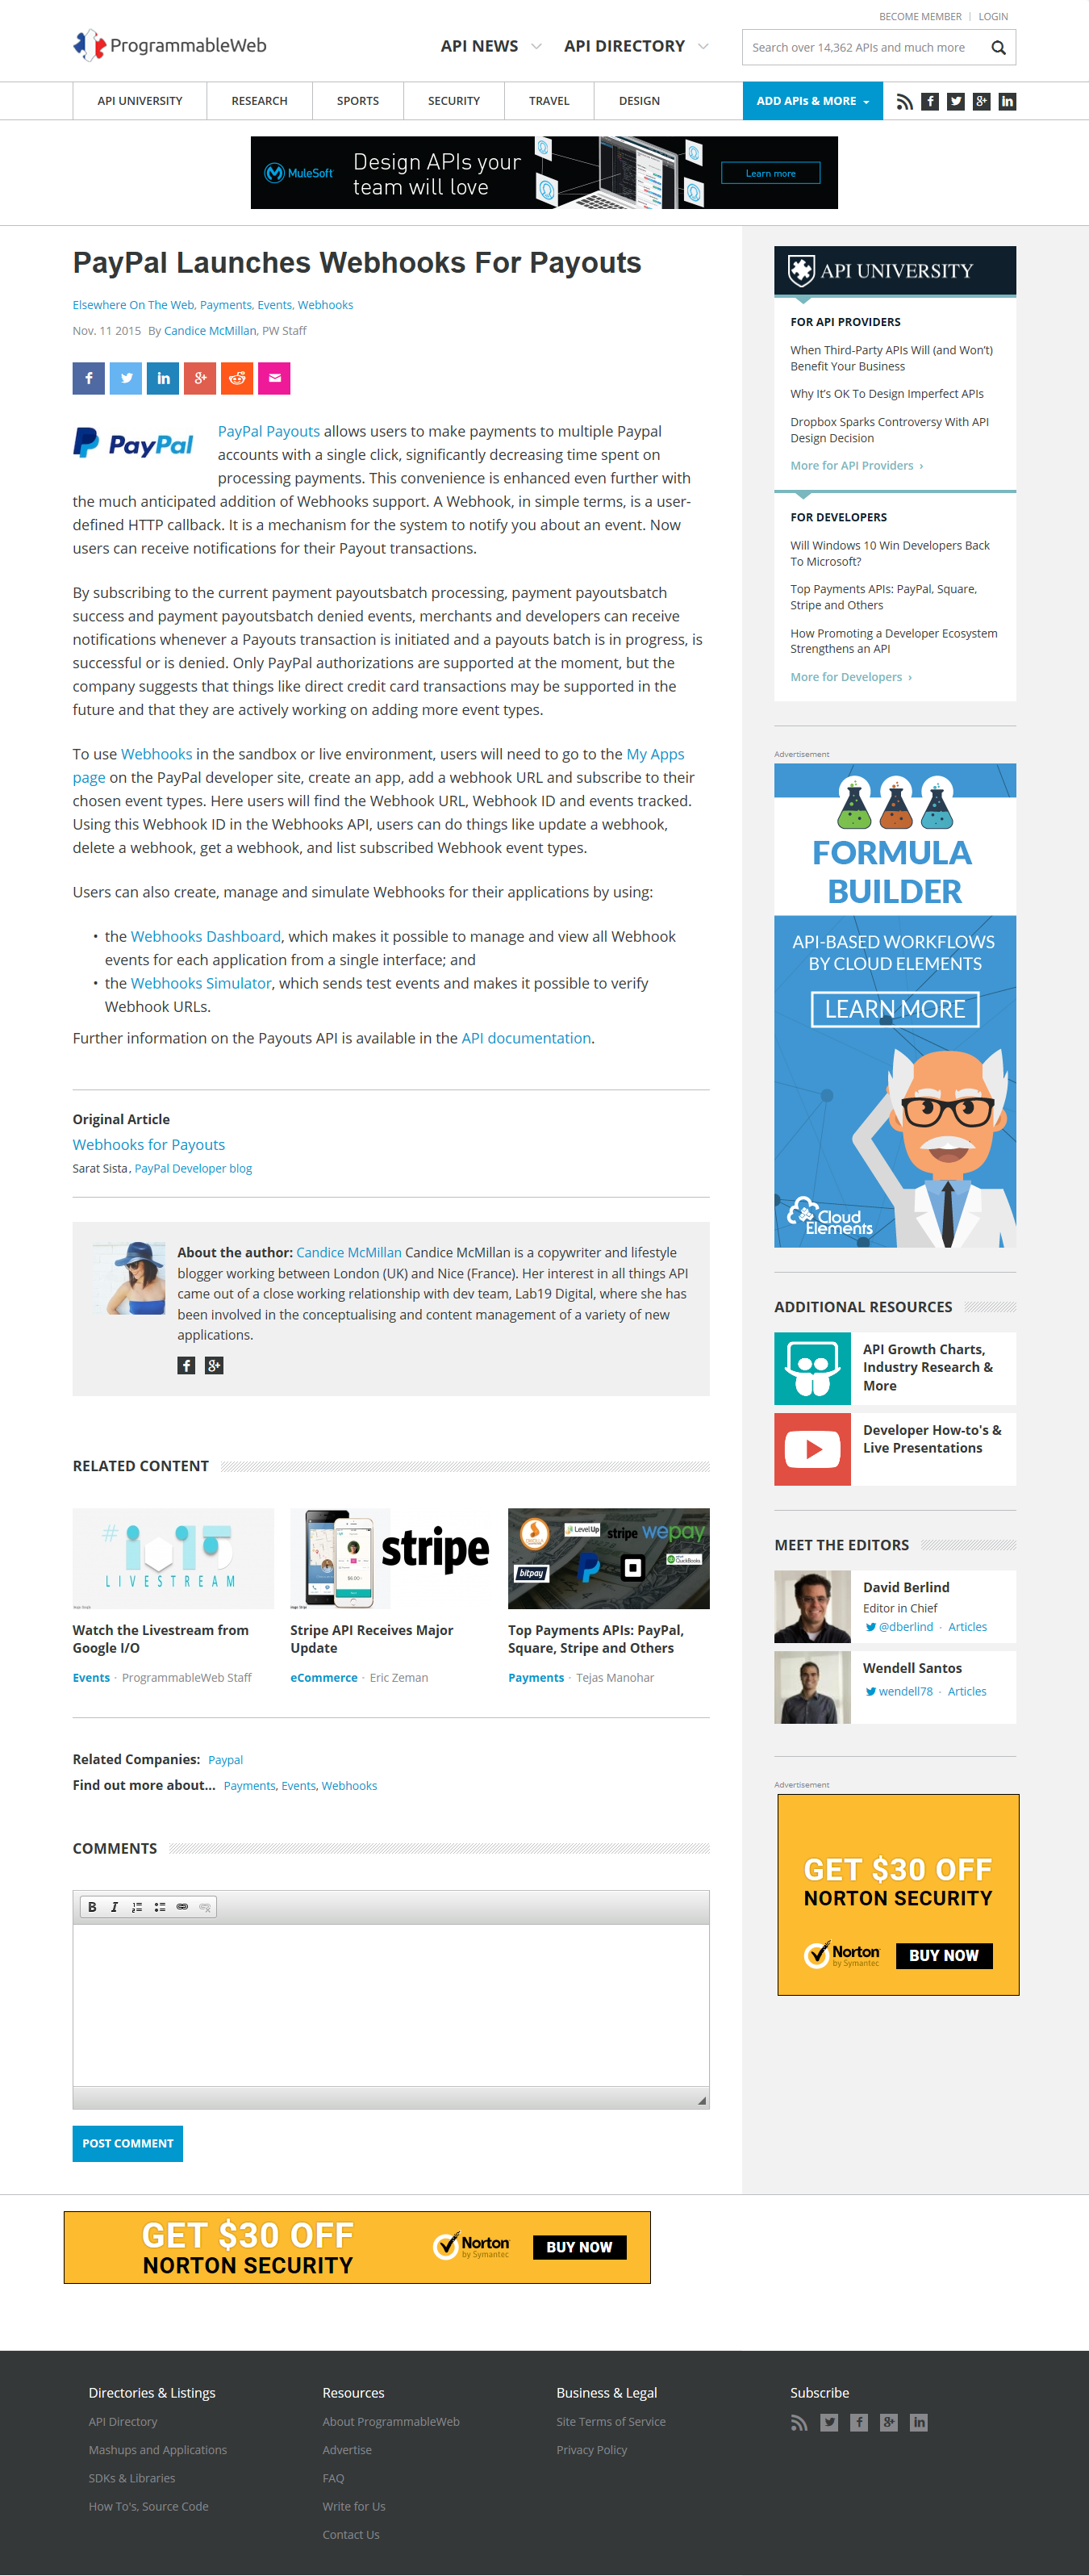 BECOME MEMBER | LOGIN
ProgrammableWeb
API NEWS
API DIRECTORY
Search over 14,362 APIs and much more
API UNIVERSITY
RESEARCH
SPORTS
SECURITY
TRAVEL
DESIGN
ADD APIs & MORE
MuleSoft
Design APIs your
team will love
Learn more
PayPal Launches Webhooks For Payouts
Elsewhere On The Web, Payments, Events, Webhooks
Nov. 11 2015 By Candice McMillan, PW Staff
PayPal
PayPal Payouts allows users to make payments to multiple Paypal
accounts with a single click, significantly decreasing time spent on
processing payments. This convenience is enhanced even further with
the much anticipated addition of Webhooks support. A Webhook, in simple terms, is a user-
defined HTTP callback. It is a mechanism for the system to notify you about an event. Now
users can receive notifications for their Payout transactions.
By subscribing to the current payment payoutsbatch processing, payment payoutsbatch
success and payment payoutsbatch denied events, merchants and developers can receive
notifications whenever a Payouts transaction is initiated and a payouts batch is in progress, is
successful or is denied. Only PayPal authorizations are supported at the moment, but the
company suggests that things like direct credit card transactions may be supported in the
future and that they are actively working on adding more event types.
To use Webhooks in the sandbox or live environment, users will need to go to the My Apps
page on the PayPal developer site, create an app, add a webhook URL and subscribe to their
chosen event types. Here users will find the Webhook URL, Webhook ID and events tracked.
Using this Webhook ID in the Webhooks API, users can do things like update a webhook,
delete a webhook, get a webhook, and list subscribed Webhook event types.
Users can also create, manage and simulate Webhooks for their applications by using:
• the Webhooks Dashboard, which makes it possible to manage and view all Webhook
events for each application from a single interface; and
• the Webhooks Simulator, which sends test events and makes it possible to verify
Webhook URLs.
Further information on the Payouts API is available in the API documentation.
Original Article
Webhooks for Payouts
Sarat Sista, PayPal Developer blog
About the author: Candice McMillan Candice McMillan is a copywriter and lifestyle
blogger working between London (UK) and Nice (France). Her interest in all things API
came out of a close working relationship with dev team, Lab19 Digital, where she has
been involved in the conceptualising and content management of a variety of new
applications.
RELATED CONTENT
#io15
LIVESTREAM
Watch the Livestream from
Google I/O
Events · ProgrammableWeb Staff
stripe
Stripe API Receives Major
Update
eCommerce · Eric Zeman
LevelUp
stripe
wepay
bitpay
QuickBooks
Top Payments APIs: PayPal,
Square, Stripe and Others
Payments · Tejas Manohar
Related Companies: Paypal
Find out more about... Payments, Events, Webhooks
COMMENTS
B I
POST COMMENT
API UNIVERSITY
FOR API PROVIDERS
When Third-Party APIs Will (and Won't)
Benefit Your Business
Why It's OK To Design Imperfect APIs
Dropbox Sparks Controversy With API
Design Decision
More for API Providers ›
FOR DEVELOPERS
Will Windows 10 Win Developers Back
To Microsoft?
Top Payments APIs: PayPal, Square,
Stripe and Others
How Promoting a Developer Ecosystem
Strengthens an API
More for Developers ›
Advertisement
FORMULA
BUILDER
API-BASED WORKFLOWS
BY CLOUD ELEMENTS
LEARN MORE
Cloud
Elements
ADDITIONAL RESOURCES
API Growth Charts,
Industry Research &
More
Developer How-to's &
Live Presentations
MEET THE EDITORS
David Berlind
Editor in Chief
@dberlind · Articles
Wendell Santos
wendell78 · Articles
Advertisement
GET $30 OFF
NORTON SECURITY
Norton
by Symantec
BUY NOW
GET $30 OFF
NORTON SECURITY
Norton
by Symantec
BUY NOW
Directories & Listings
API Directory
Mashups and Applications
SDKs & Libraries
How To's, Source Code
Resources
About ProgrammableWeb
Advertise
FAQ
Write for Us
Contact Us
Business & Legal
Site Terms of Service
Privacy Policy
Subscribe